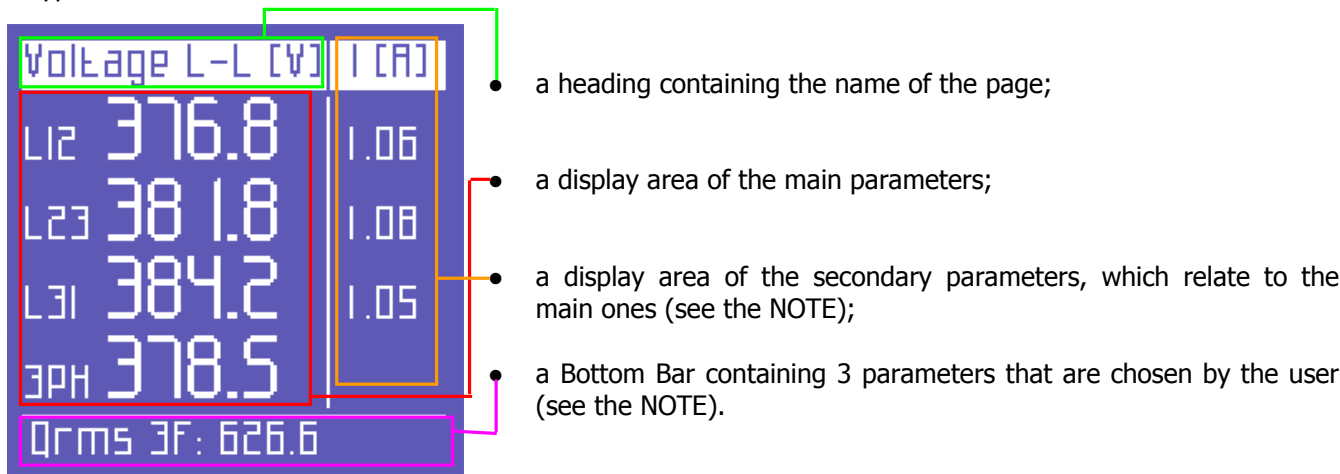 Voltage L-L [V] I [A]
L12 376.8 1.06
L23 381.8 1.08
L31 384.2 1.05
3PH 378.5
Qrms 3F: 626.6
● a heading containing the name of the page;
● a display area of the main parameters;
● a display area of the secondary parameters, which relate to the
main ones (see the NOTE);
● a Bottom Bar containing 3 parameters that are chosen by the user
(see the NOTE).